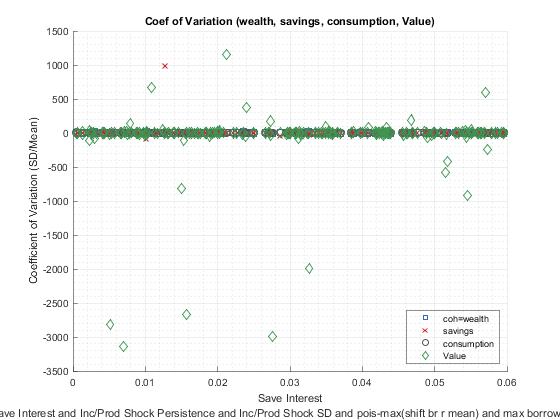 Coef of Variation (wealth, savings, consumption, Value)
1500
1000
500
0
-500
-1000
-1500
-2000
-2500
-3000
-3500
Coefficient of Variation (SD/Mean)
coh=wealth
savings
consumption
Value
0 0.01 0.02 0.03 0.04 0.05 0.06
Save Interest
ave Interest and Inc/Prod Shock Persistence and Inc/Prod Shock SD and pois-max(shift br r mean) and max borrow